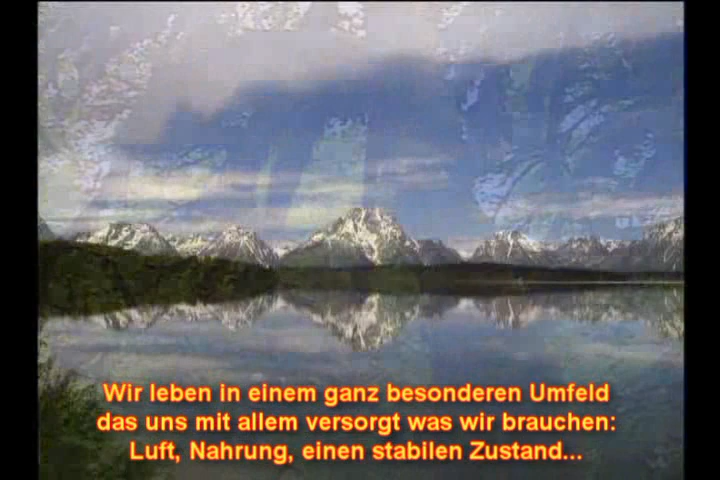 Wir leben in einem ganz besonderen Umfeld
das uns mit allem versorgt was wir brauchen:
Luft, Nahrung, einen stabilen Zustand...